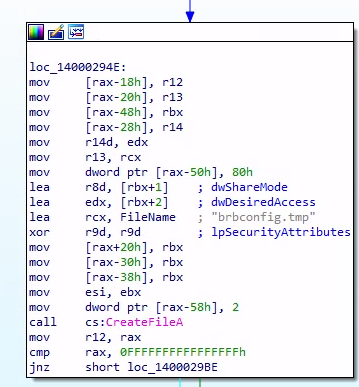 loc_14000294E:
mov [rax-18h], r12
mov [rax-20h], r13
mov [rax-48h], rbx
mov [rax-28h], r14
mov r14d, edx
mov r13, rcx
mov dword ptr [rax-50h], 80h
lea r8d, [rbx+1] ; dwShareMode
lea edx, [rbx+2] ; dwDesiredAccess
lea rcx, FileName ; "brbconfig.tmp"
xor r9d, r9d ; lpSecurityAttributes
mov [rax+20h], rbx
mov [rax-30h], rbx
mov [rax-38h], rbx
mov esi, ebx
mov dword ptr [rax-58h], 2
call cs:CreateFileA
mov r12, rax
cmp rax, 0FFFFFFFFFFFFFFFFh
jnz short loc_1400029BE